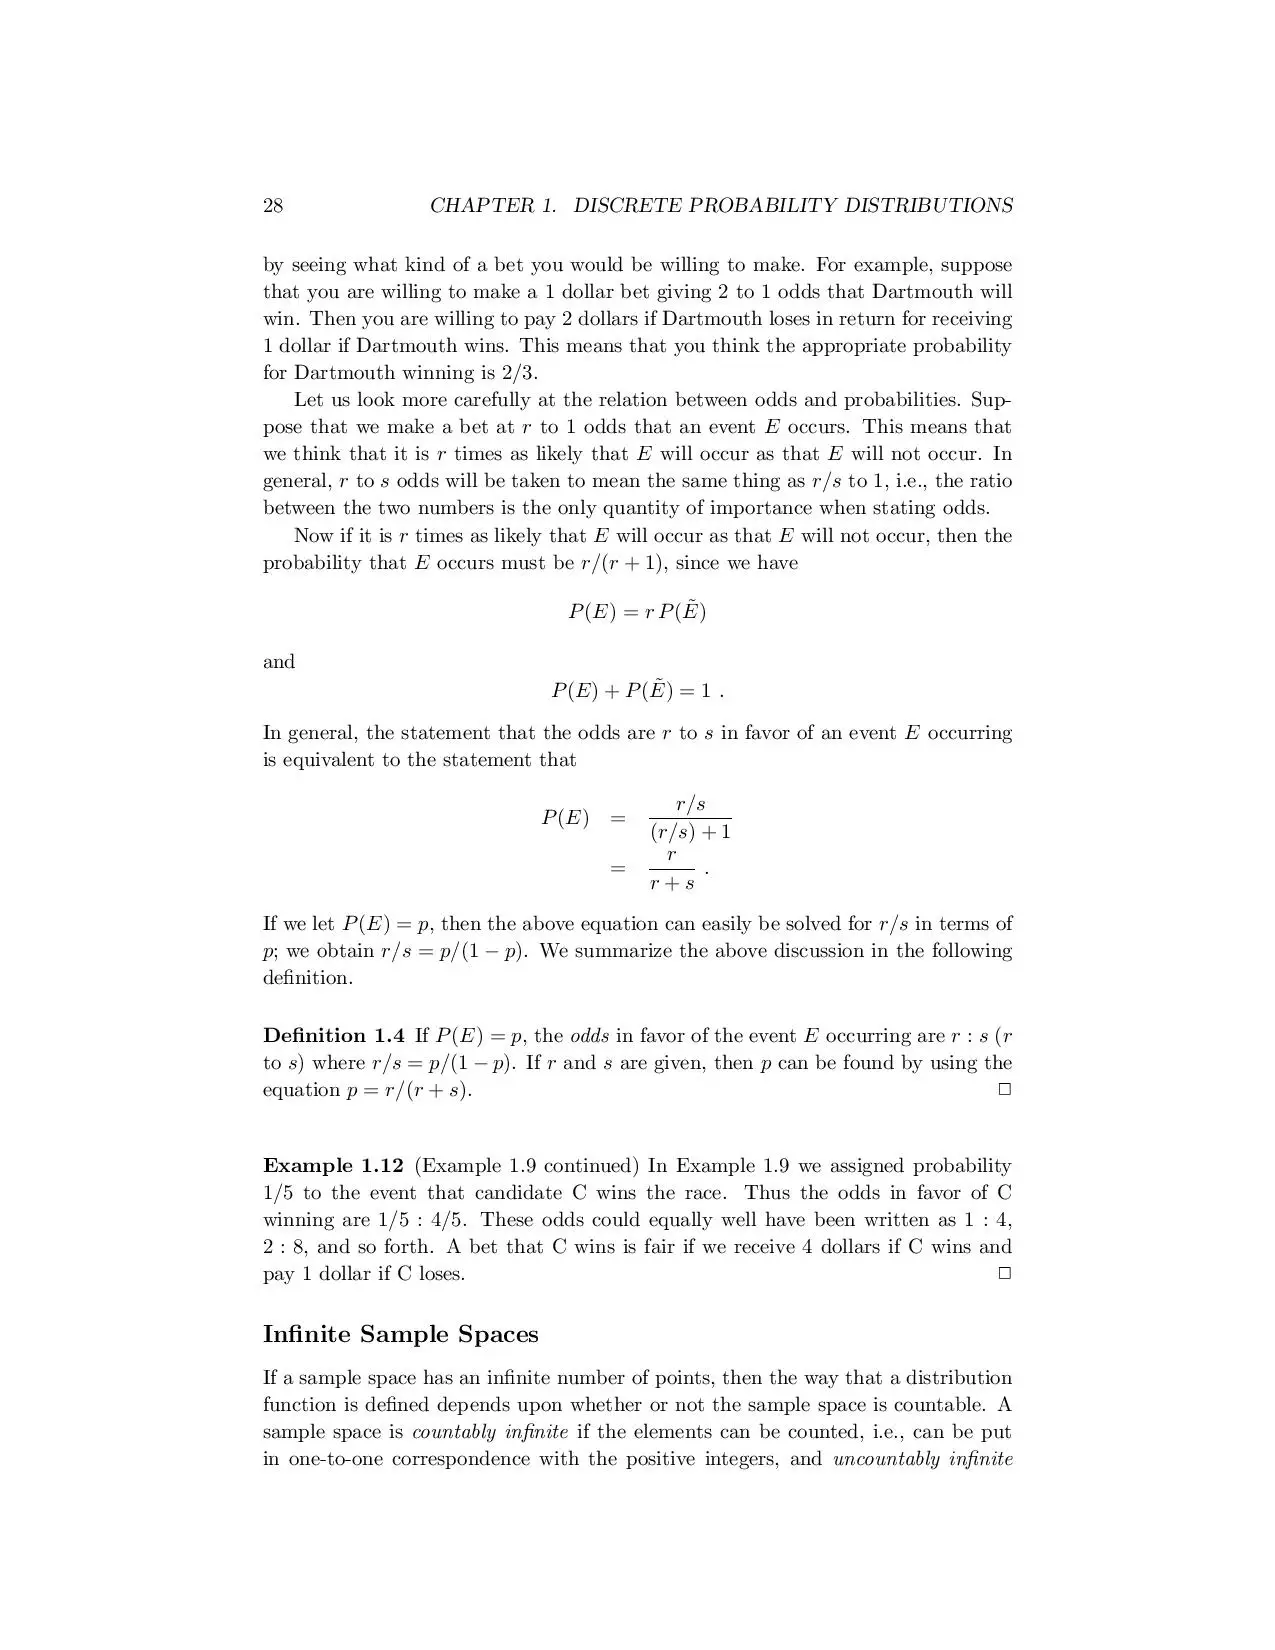 28 CHAPTER 1. DISCRETE PROBABILITY DISTRIBUTIONS
by seeing what kind of a bet you would be willing to make. For example, suppose
that you are willing to make a 1 dollar bet giving 2 to 1 odds that Dartmouth will
win. Then you are willing to pay 2 dollars if Dartmouth loses in return for receiving
1 dollar if Dartmouth wins. This means that you think the appropriate probability
for Dartmouth winning is 2/3.
Let us look more carefully at the relation between odds and probabilities. Sup-
pose that we make a bet at r to 1 odds that an event E occurs. This means that
we think that it is r times as likely that E will occur as that E will not occur. In
general, r to s odds will be taken to mean the same thing as r/s to 1, i.e., the ratio
between the two numbers is the only quantity of importance when stating odds.
Now if it is r times as likely that E will occur as that E will not occur, then the
probability that E occurs must be r/(r + 1), since we have
P(E) = r P(Ẽ)
and
P(E) + P(Ẽ) = 1 .
In general, the statement that the odds are r to s in favor of an event E occurring
is equivalent to the statement that
P(E) = r/s
(r/s) + 1
= r
r + s .
If we let P(E) = p, then the above equation can easily be solved for r/s in terms of
p; we obtain r/s = p/(1 − p). We summarize the above discussion in the following
definition.
Definition 1.4 If P(E) = p, the odds in favor of the event E occurring are r : s (r
to s) where r/s = p/(1 − p). If r and s are given, then p can be found by using the
equation p = r/(r + s). □
Example 1.12 (Example 1.9 continued) In Example 1.9 we assigned probability
1/5 to the event that candidate C wins the race. Thus the odds in favor of C
winning are 1/5 : 4/5. These odds could equally well have been written as 1 : 4,
2 : 8, and so forth. A bet that C wins is fair if we receive 4 dollars if C wins and
pay 1 dollar if C loses. □
Infinite Sample Spaces
If a sample space has an infinite number of points, then the way that a distribution
function is defined depends upon whether or not the sample space is countable. A
sample space is countably infinite if the elements can be counted, i.e., can be put
in one-to-one correspondence with the positive integers, and uncountably infinite